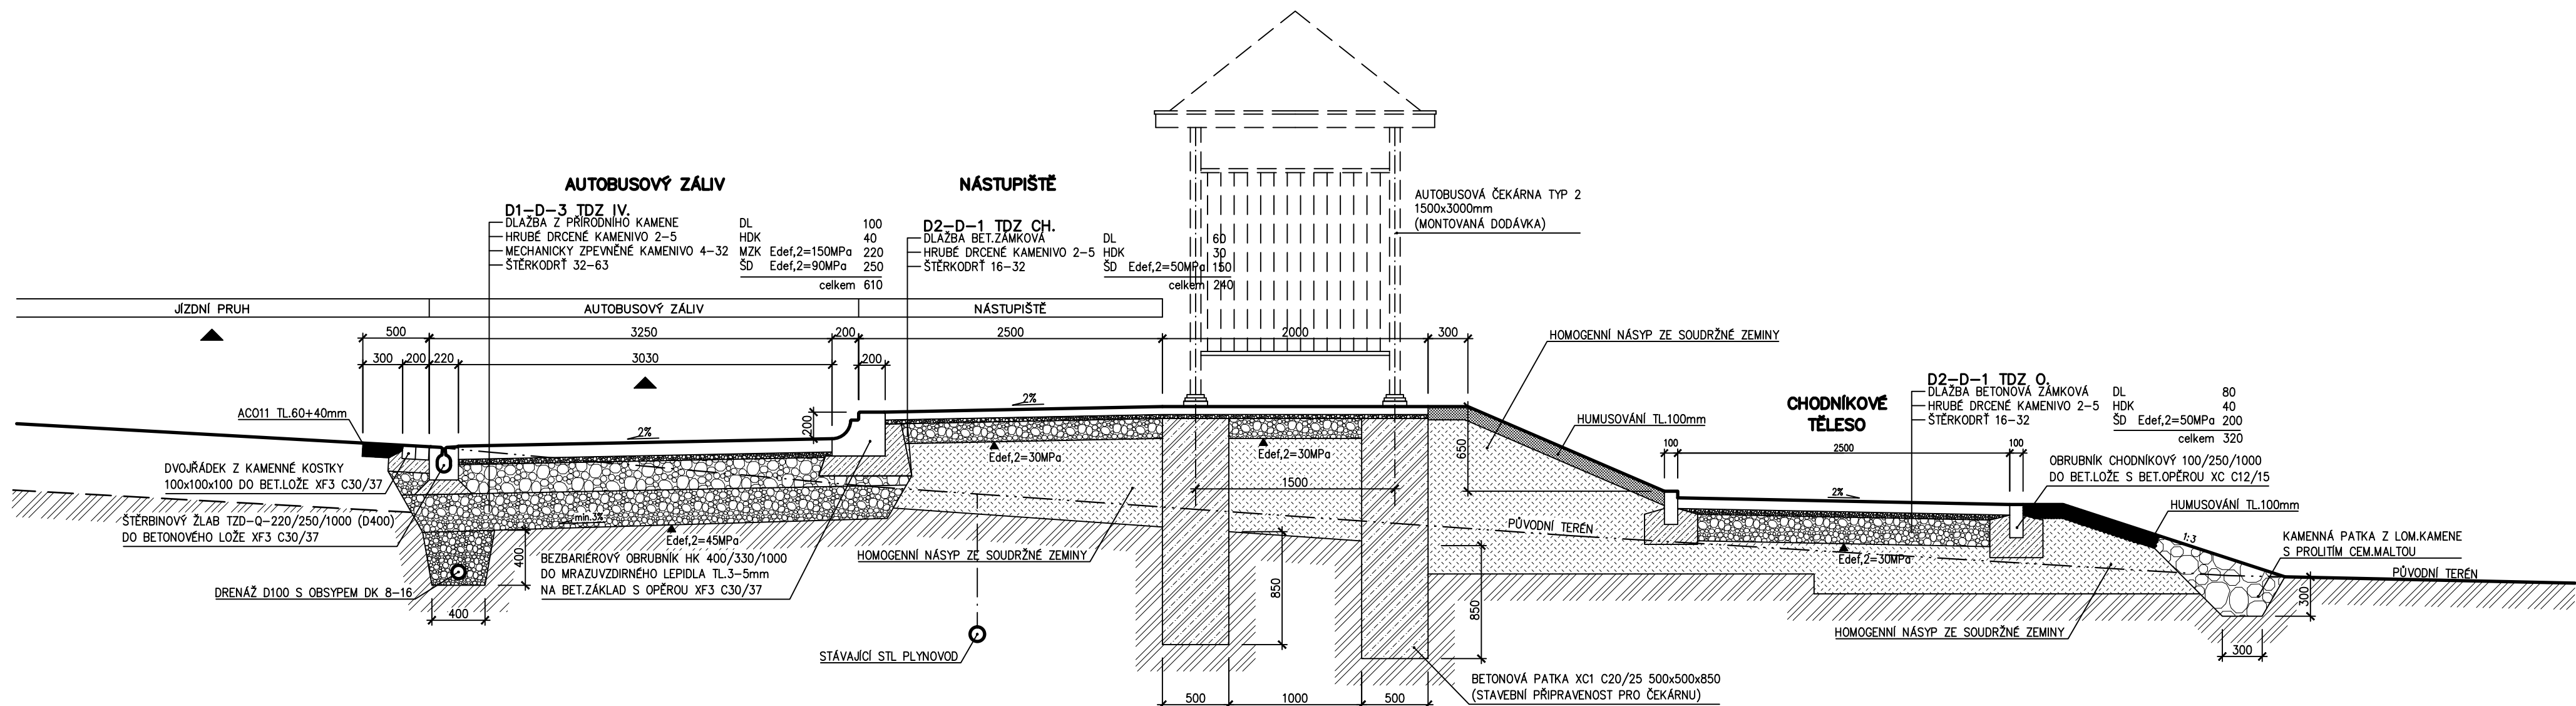 AUTOBUSOVÝ ZÁLIV
D1-D-3 TDZ IV.
DLAŽBA Z PŘÍRODNÍHO KAMENE DL 100
HRUBÉ DRCENÉ KAMENIVO 2-5 HDK 40
MECHANICKY ZPEVNĚNÉ KAMENIVO 4-32 MZK Edef,2=150MPa 220
ŠTĚRKODRŤ 32-63 ŠD Edef,2=90MPa 250
celkem 610
NÁSTUPIŠTĚ
D2-D-1 TDZ CH.
DLAŽBA BET.ZÁMKOVÁ DL 60
HRUBÉ DRCENÉ KAMENIVO 2-5 HDK 30
ŠTĚRKODRŤ 16-32 ŠD Edef,2=50MPa 150
celkem 240
AUTOBUSOVÁ ČEKÁRNA TYP 2
1500x3000mm
(MONTOVANÁ DODÁVKA)
JÍZDNÍ PRUH
AUTOBUSOVÝ ZÁLIV
NÁSTUPIŠTĚ
500
3250
200
2500
2000
300
300
200
220
3030
200
HOMOGENNÍ NÁSYP ZE SOUDRŽNÉ ZEMINY
HUMUSOVÁNÍ TL.100mm
CHODNÍKOVÉ
TĚLESO
D2-D-1 TDZ O.
DLAŽBA BETONOVÁ ZÁMKOVÁ DL 80
HRUBÉ DRCENÉ KAMENIVO 2-5 HDK 40
ŠTĚRKODRŤ 16-32 ŠD Edef,2=50MPa 200
celkem 320
ACO11 TL.60+40mm
2%
200
2%
Edef,2=30MPa
Edef,2=30MPa
650
100
2500
100
2%
OBRUBNÍK CHODNÍKOVÝ 100/250/1000
DO BET.LOŽE S BET.OPĚROU XC C12/15
HUMUSOVÁNÍ TL.100mm
1:3
KAMENNÁ PATKA Z LOM.KAMENE
S PROLITÍM CEM.MALTOU
PŮVODNÍ TERÉN
DVOJŘÁDEK Z KAMENNÉ KOSTKY
100x100x100 DO BET.LOŽE XF3 C30/37
ŠTĚRBINOVÝ ŽLAB TZD-Q-220/250/1000 (D400)
DO BETONOVÉHO LOŽE XF3 C30/37
min.3%
Edef,2=45MPa
400
BEZBARIÉROVÝ OBRUBNÍK HK 400/330/1000
DO MRAZUVZDIRNÉHO LEPIDLA TL.3-5mm
NA BET.ZÁKLAD S OPĚROU XF3 C30/37
HOMOGENNÍ NÁSYP ZE SOUDRŽNÉ ZEMINY
1500
PŮVODNÍ TERÉN
Edef,2=30MPa
DRENÁŽ D100 S OBSYPEM DK 8-16
400
850
850
300
300
STÁVAJÍCÍ STL PLYNOVOD
HOMOGENNÍ NÁSYP ZE SOUDRŽNÉ ZEMINY
BETONOVÁ PATKA XC1 C20/25 500x500x850
(STAVEBNÍ PŘIPRAVENOST PRO ČEKÁRNU)
500
1000
500